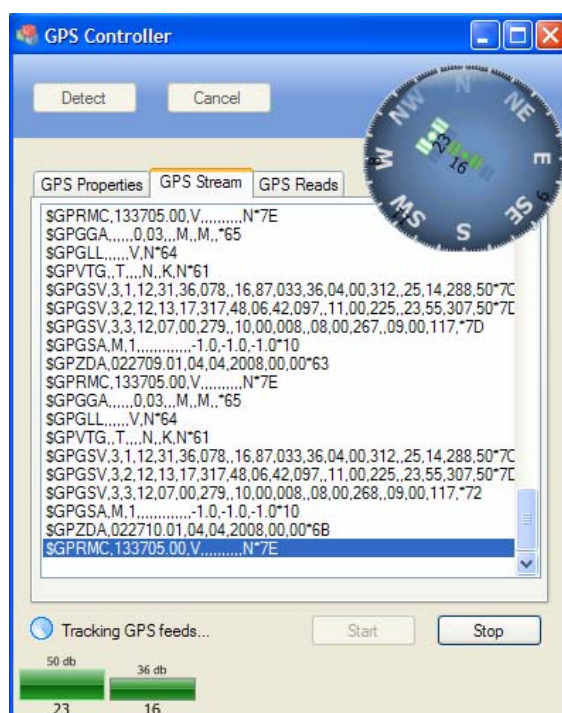 GPS Controller
Detect Cancel
N
NE
E
SE
S
SW
W
NW
23
16
GPS Properties GPS Stream GPS Reads
$GPRMC,133705.00,V,,,,,,,,,,N*7E
$GPGGA,,,,,,0,03,,,M,,M,,*65
$GPGLL,,,,,,V,N*64
$GPVTG,,T,,,,N,,K,N*61
$GPGSV,3,1,12,31,36,078,,16,87,033,36,04,00,312,,25,14,288,50*7C
$GPGSV,3,2,12,13,17,317,48,06,42,097,,11,00,225,,23,55,307,50*7D
$GPGSV,3,3,12,07,00,279,,10,00,008,,08,00,267,,09,00,117,*7D
$GPGSA,M,1,,,,,,,,,,,,,-1.0,-1.0,-1.0*10
$GPZDA,022709.01,04,04,2008,00,00*63
$GPRMC,133705.00,V,,,,,,,,,,N*7E
$GPGGA,,,,,,0,03,,,M,,M,,*65
$GPGLL,,,,,,V,N*64
$GPVTG,,T,,,,N,,K,N*61
$GPGSV,3,1,12,31,36,078,,16,87,033,36,04,00,312,,25,14,288,50*7C
$GPGSV,3,2,12,13,17,317,48,06,42,097,,11,00,225,,23,55,307,50*7D
$GPGSV,3,3,12,07,00,279,,10,00,008,,08,00,268,,09,00,117,*72
$GPGSA,M,1,,,,,,,,,,,,,-1.0,-1.0,-1.0*10
$GPZDA,022710.01,04,04,2008,00,00*6B
$GPRMC,133705.00,V,,,,,,,,,,N*7E
Tracking GPS feeds... Start Stop
50 db 36 db
23 16